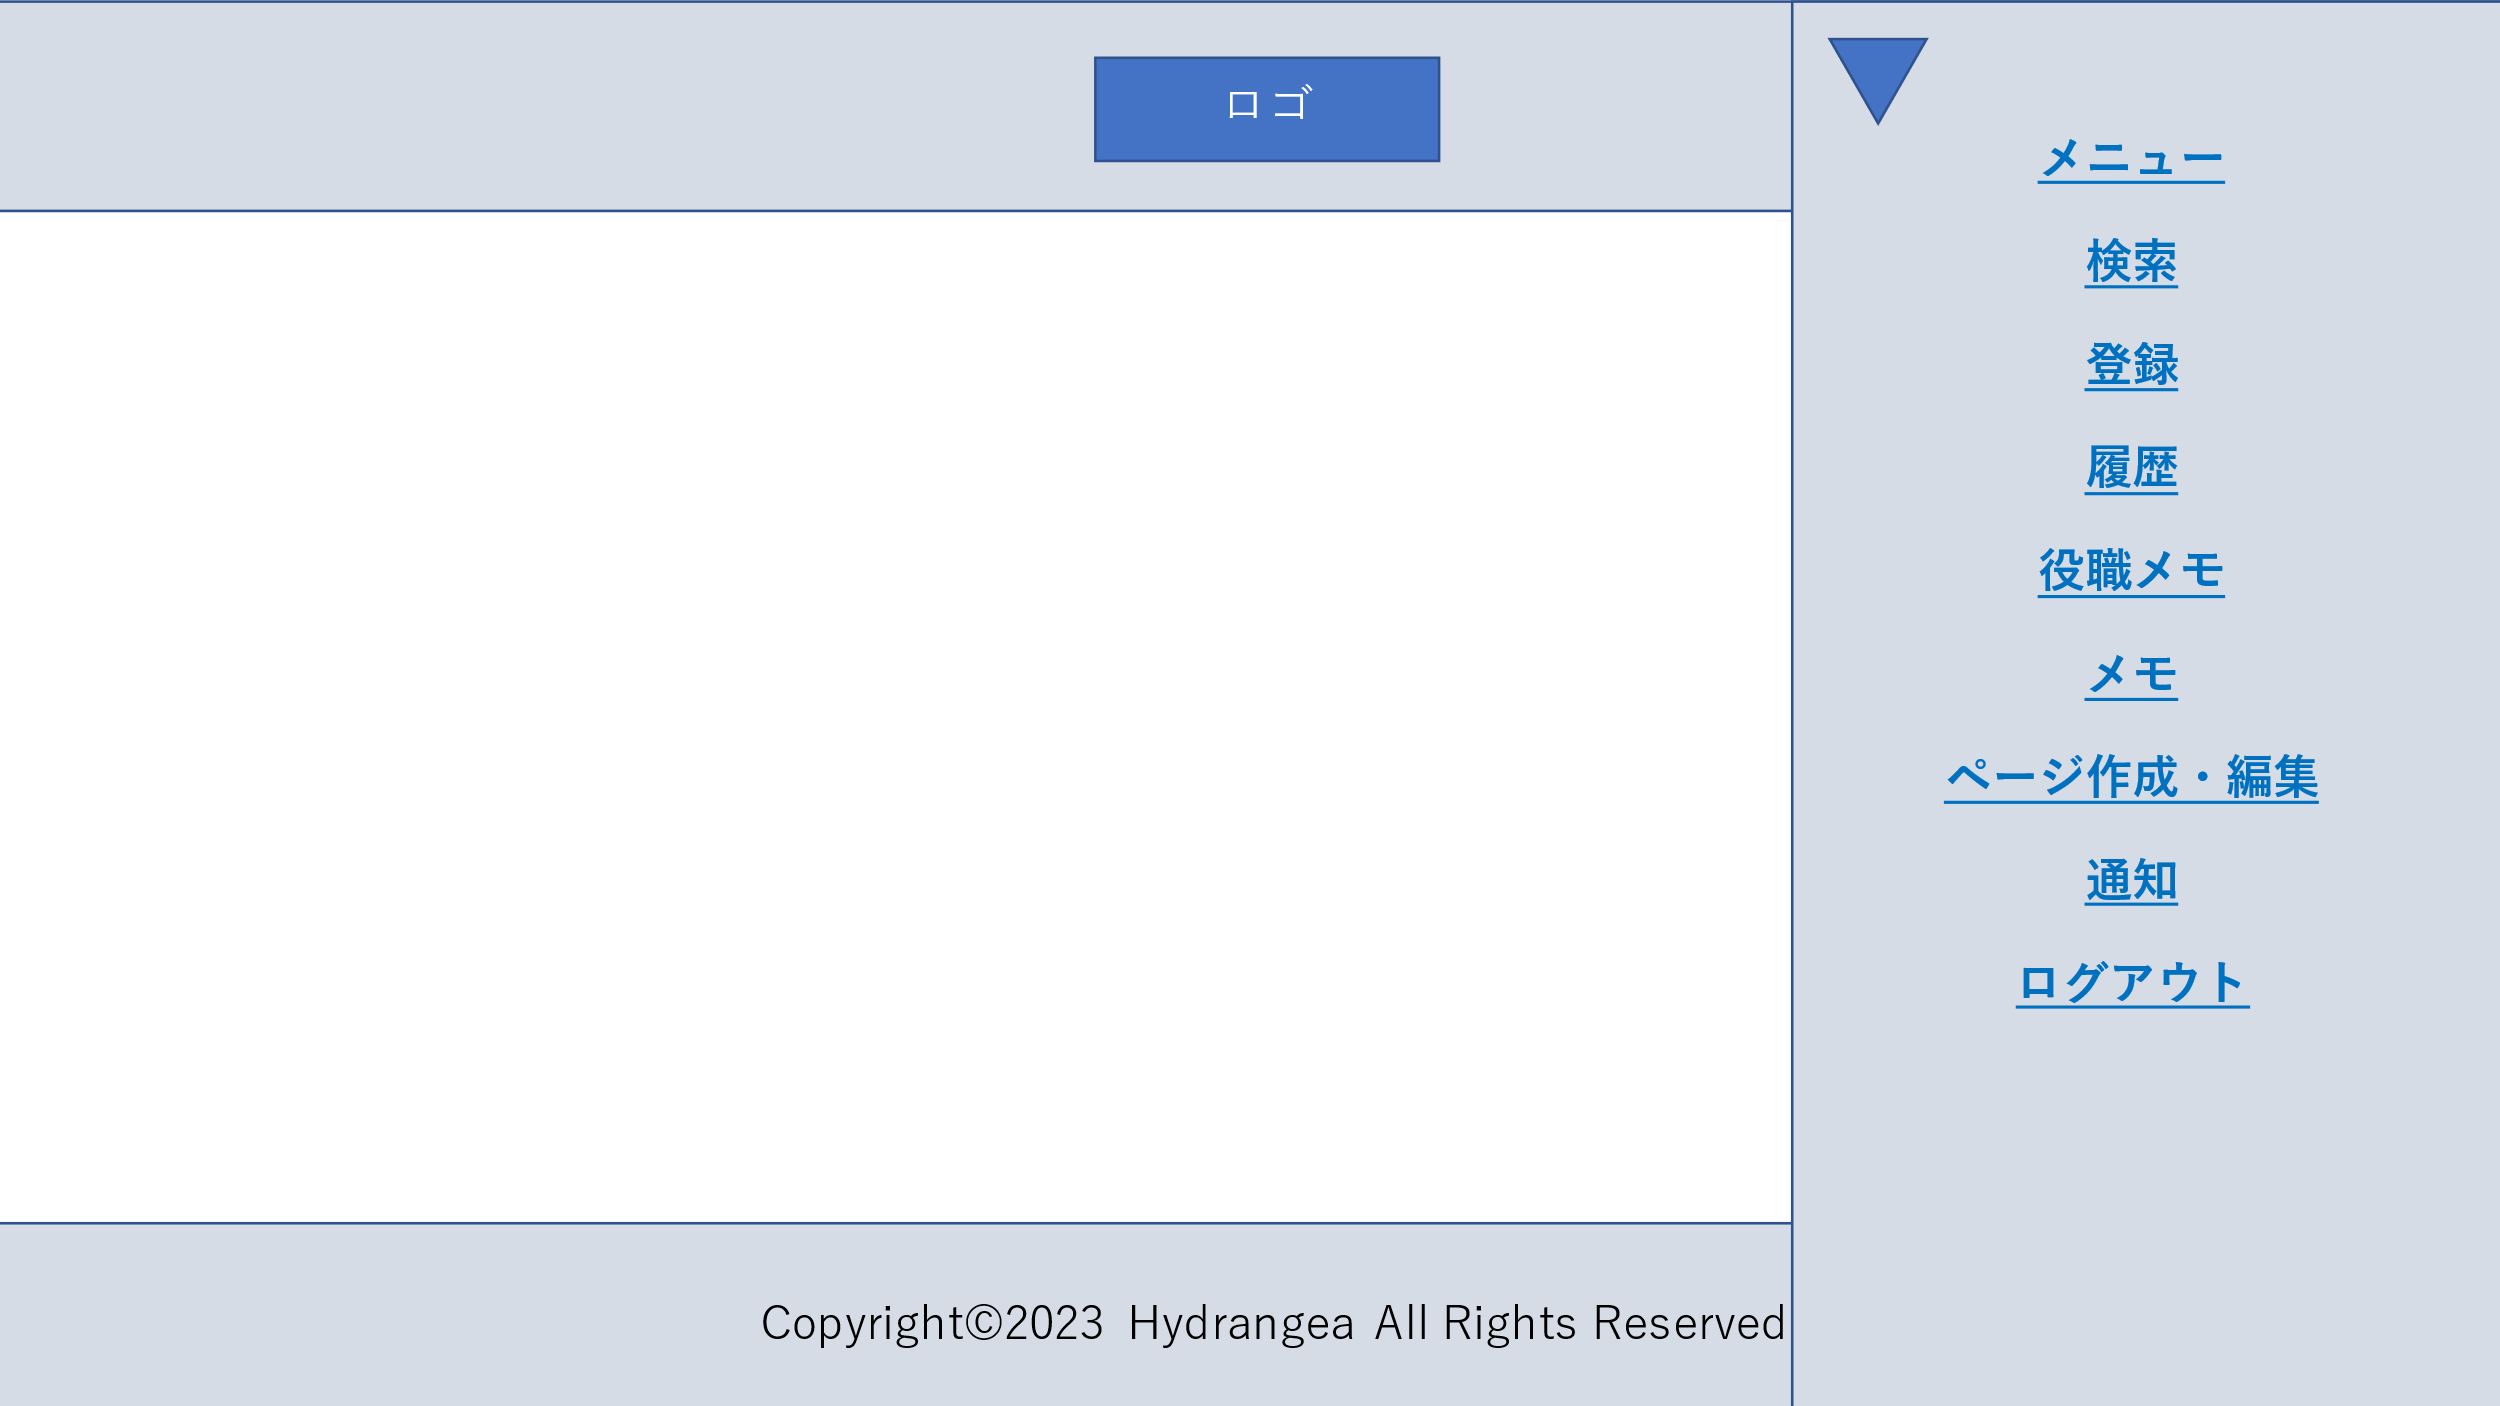 ロゴ
メニュー
検索
登録
履歴
役職メモ
メモ
ページ作成・編集
通知
ログアウト
Copyright©2023 Hydrangea All Rights Reserved